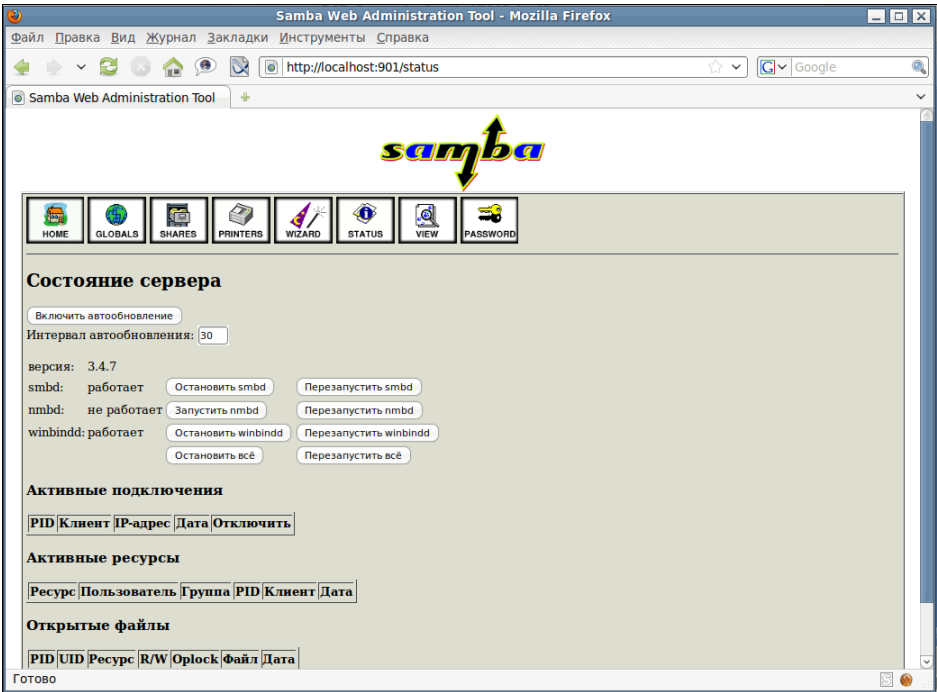 Samba Web Administration Tool - Mozilla Firefox
Файл Правка Вид Журнал Закладки Инструменты Справка
http://localhost:901/status
G Google
Samba Web Administration Tool
samba
HOME GLOBALS SHARES PRINTERS WIZARD STATUS VIEW PASSWORD
Состояние сервера
Включить автообновление
Интервал автообновления: 30
версия: 3.4.7
smbd: работает Остановить smbd Перезапустить smbd
nmbd: не работает Запустить nmbd Перезапустить nmbd
winbindd: работает Остановить winbindd Перезапустить winbindd
Остановить всё Перезапустить всё
Активные подключения
PID Клиент IP-адрес Дата Отключить
Активные ресурсы
Ресурс Пользователь Группа PID Клиент Дата
Открытые файлы
PID UID Ресурс R/W Oplock Файл Дата
Готово